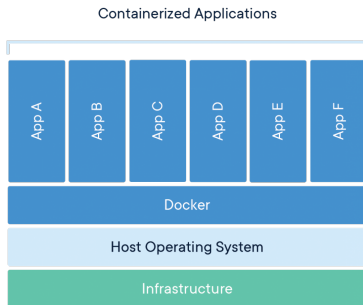 Containerized Applications
App A
App B
App C
App D
App E
App F
Docker
Host Operating System
Infrastructure